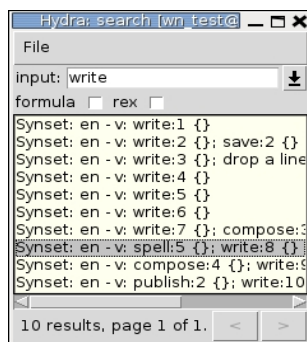 Hydra: search [wn_test@
File
input: write
formula rex
Synset: en - v: write:1 {}
Synset: en - v: write:2 {}; save:2 {}
Synset: en - v: write:3 {}; drop a line
Synset: en - v: write:4 {}
Synset: en - v: write:5 {}
Synset: en - v: write:6 {}
Synset: en - v: write:7 {}; compose:3
Synset: en - v: spell:5 {}; write:8 {}
Synset: en - v: compose:4 {}; write:9
Synset: en - v: publish:2 {}; write:10
10 results, page 1 of 1. < >